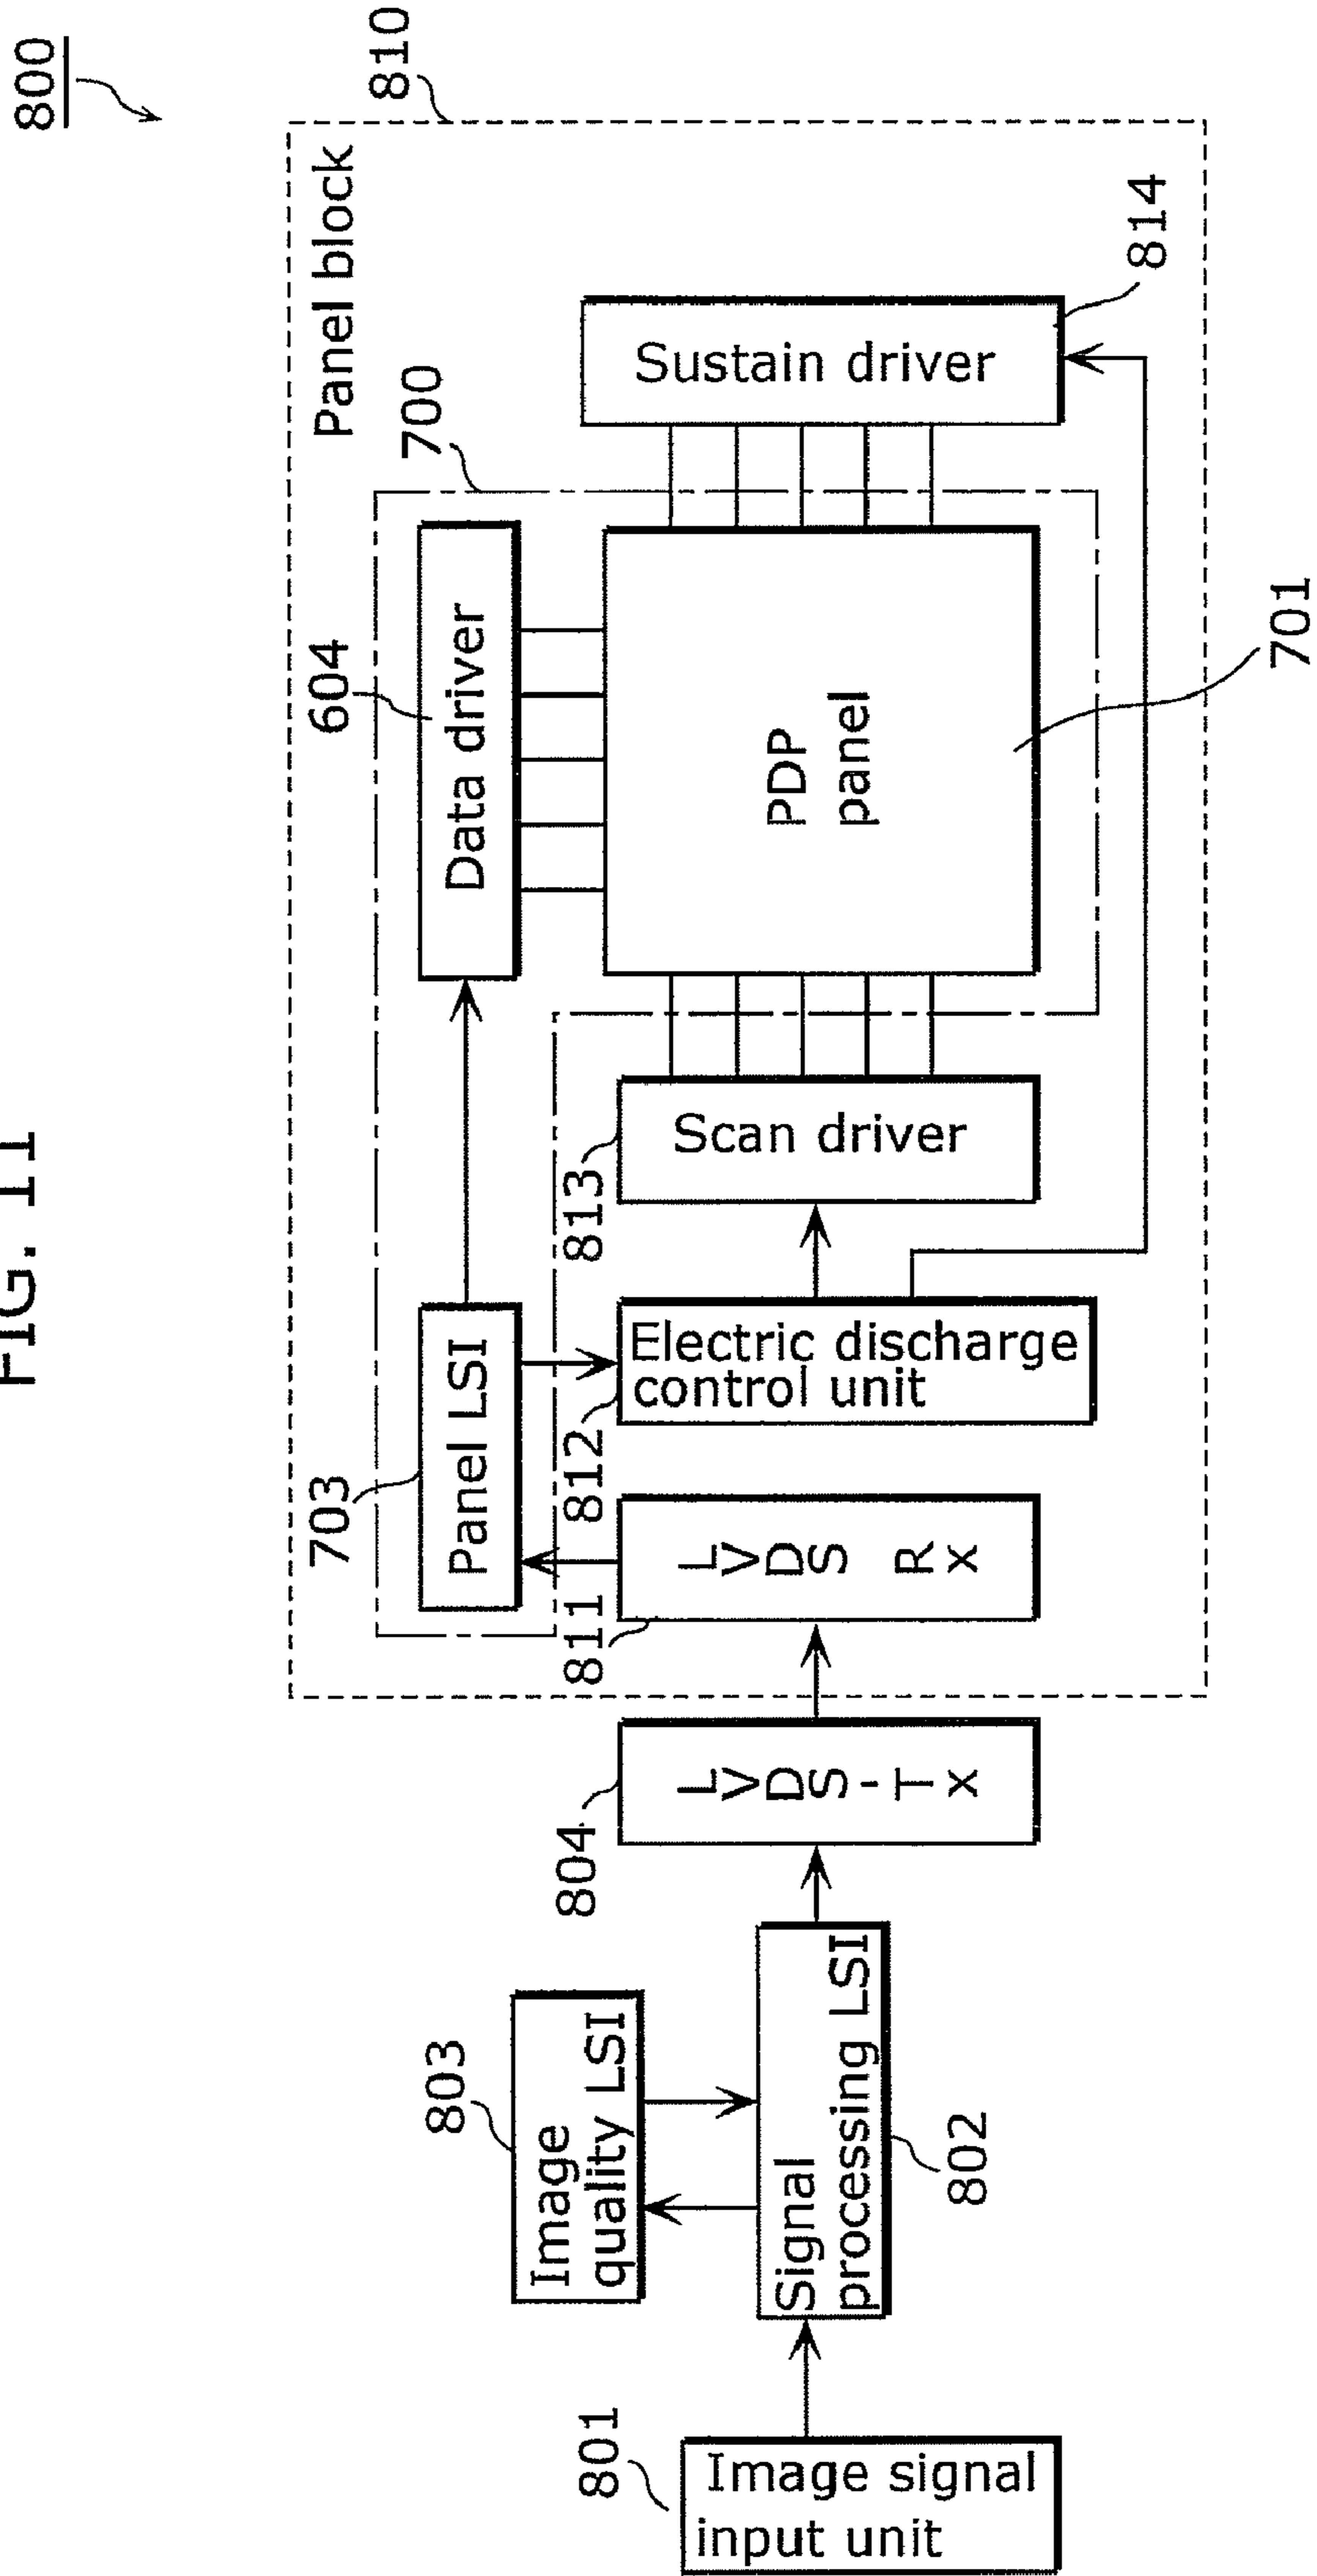 FIG. 11
800
810
Panel block
700
604
Data driver
703
Panel LSI
Sustain driver
814
PDP
panel
701
813
Scan driver
812
Electric discharge
control unit
811
LVDS Rx
804
LVDS-Tx
803
Image
quality LSI
Signal
processing LSI
802
801
Image signal
input unit